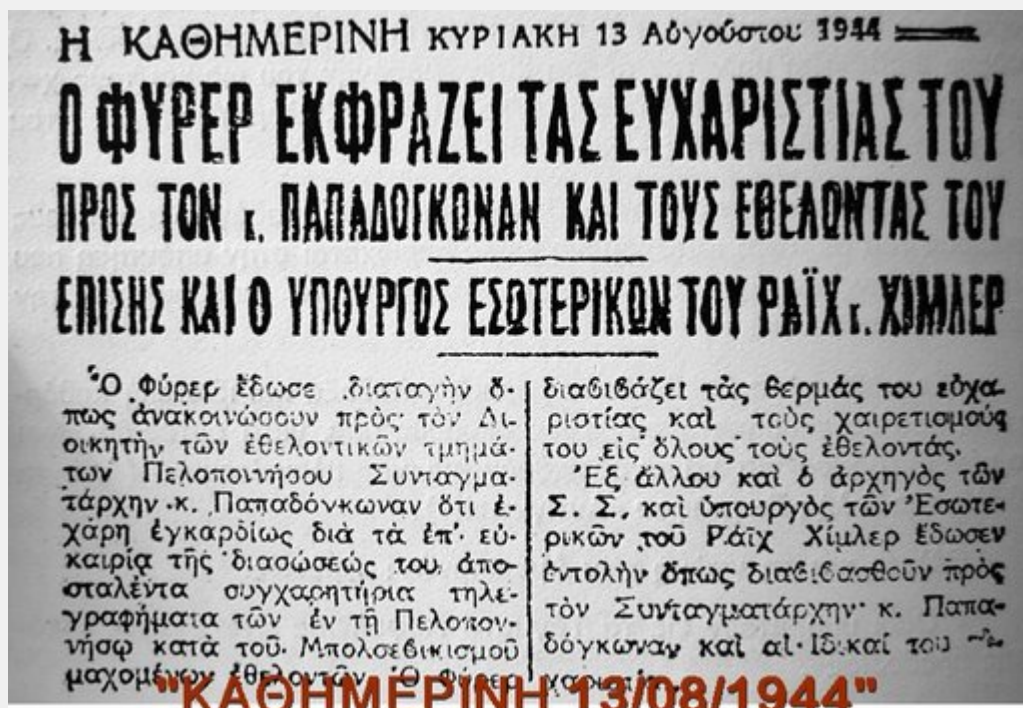 Η ΚΑΘΗΜΕΡΙΝΗ ΚΥΡΙΑΚΗ 13 Αὐγούστου 1944
Ο ΦΥΡΕΡ ΕΚΦΡΑΖΕΙ ΤΑΣ ΕΥΧΑΡΙΣΤΙΑΣ ΤΟΥ
ΠΡΟΣ ΤΟΝ κ. ΠΑΠΑΔΟΓΚΩΝΑΝ ΚΑΙ ΤΟΥΣ ΕΘΕΛΩΝΤΑΣ ΤΟΥ
ΕΠΙΣΗΣ ΚΑΙ Ο ΥΠΟΥΡΓΟΣ ΕΣΩΤΕΡΙΚΩΝ ΤΟΥ ΡΑΪΧ κ. ΧΙΜΛΕΡ
Ὁ Φύρερ ἔδωσε διαταγὴν ὅ-
πως ἀνακοινώσουν πρὸς τὸν Δι-
οικητὴν τῶν ἐθελοντικῶν τμημά-
των Πελοποννήσου Συνταγμα-
τάρχην κ. Παπαδόνκωναν ὅτι ἐ-
χάρη ἐγκαρδίως διὰ τὰ ἐπ' εὐ-
καιρίᾳ τῆς διασώσεώς του ἀπο-
σταλέντα συγχαρητήρια τηλε-
γραφήματα τῶν ἐν τῇ Πελοπον-
νήσῳ κατὰ τοῦ Μπολσεβικισμοῦ
μαχομένων ἐθελοντῶν. Ὁ Φύρερ
διαβιβάζει τὰς θερμάς του εὐχα-
ριστίας καὶ τοὺς χαιρετισμούς
του εἰς ὅλους τοὺς ἐθελοντάς.
Ἐξ ἄλλου καὶ ὁ ἀρχηγὸς τῶν
Σ. Σ. καὶ ὑπουργὸς τῶν Ἐσωτε-
ρικῶν τοῦ Ράϊχ Χίμλερ ἔδωσεν
ἐντολὴν ὅπως διαβιβασθοῦν πρὸς
τὸν Συνταγματάρχην κ. Παπα-
δόγκωναν καὶ αἱ ἰδικαί του
"ΚΑΘΗΜΕΡΙΝΗ 13/08/1944"